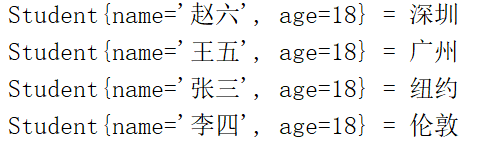 Student{name='赵六', age=18} = 深圳
Student{name='王五', age=18} = 广州
Student{name='张三', age=18} = 纽约
Student{name='李四', age=18} = 伦敦